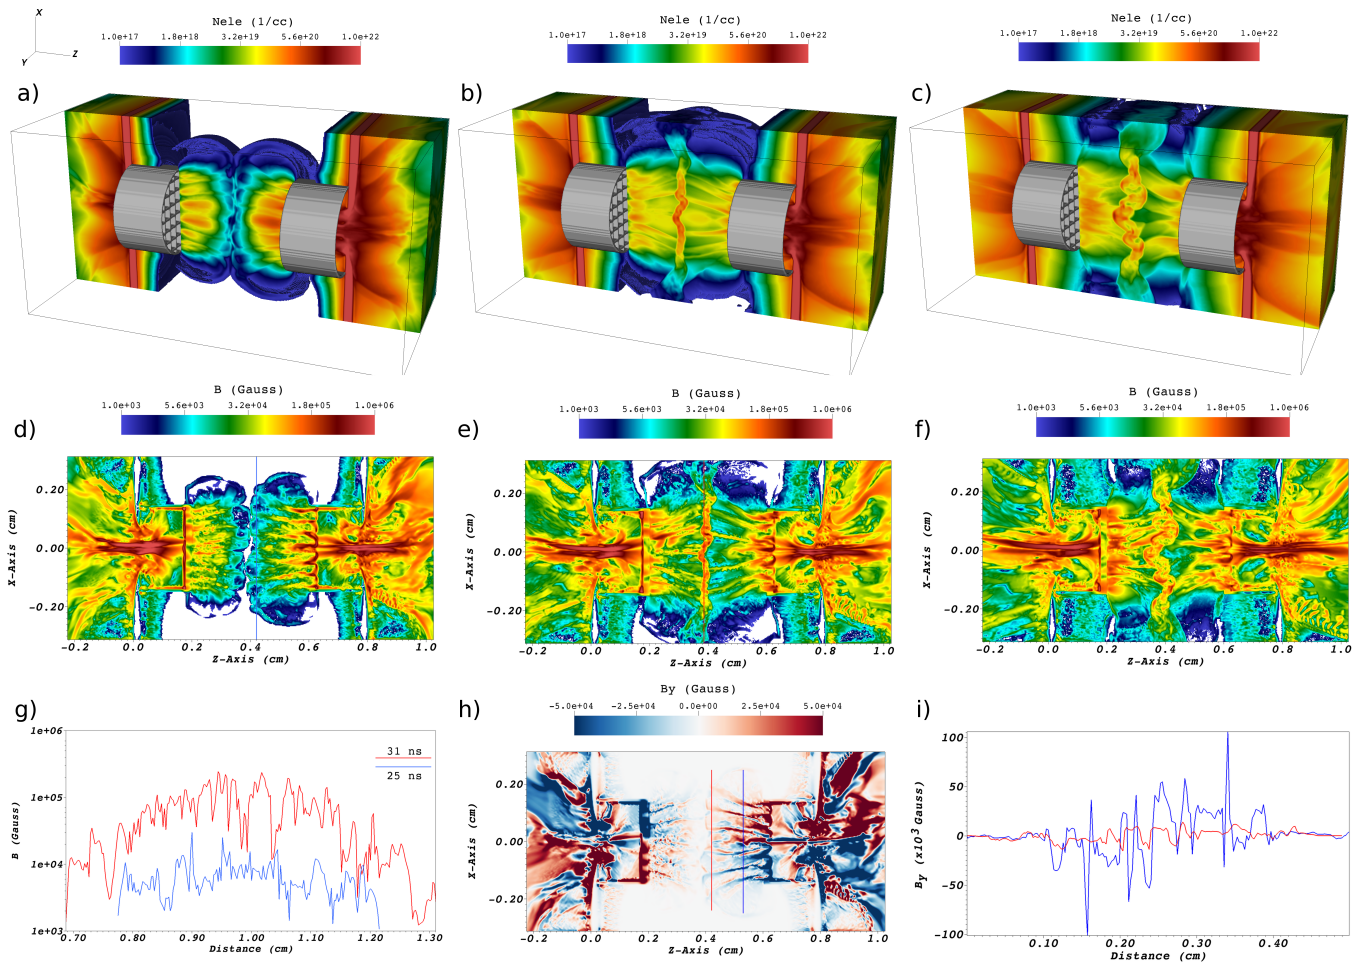 X
Y
Z
Nele (1/cc)
1.0e+17 1.8e+18 3.2e+19 5.6e+20 1.0e+22
a)
Nele (1/cc)
1.0e+17 1.8e+18 3.2e+19 5.6e+20 1.0e+22
b)
Nele (1/cc)
1.0e+17 1.8e+18 3.2e+19 5.6e+20 1.0e+22
c)
B (Gauss)
1.0e+03 5.6e+03 3.2e+04 1.8e+05 1.0e+06
d)
X-Axis (cm)
0.20
0.00
-0.20
-0.2 0.0 0.2 0.4 0.6 0.8 1.0
Z-Axis (cm)
B (Gauss)
1.0e+03 5.6e+03 3.2e+04 1.8e+05 1.0e+06
e)
X-Axis (cm)
0.20
0.00
-0.20
-0.2 0.0 0.2 0.4 0.6 0.8 1.0
Z-Axis (cm)
B (Gauss)
1.0e+03 5.6e+03 3.2e+04 1.8e+05 1.0e+06
f)
X-Axis (cm)
0.20
0.00
-0.20
-0.2 0.0 0.2 0.4 0.6 0.8 1.0
Z-Axis (cm)
g)
B (Gauss)
1e+06
1e+05
1e+04
1e+03
31 ns
25 ns
0.70 0.80 0.90 1.00 1.10 1.20 1.30
Distance (cm)
h)
By (Gauss)
-5.0e+04 -2.5e+04 0.0e+00 2.5e+04 5.0e+04
X-Axis (cm)
0.20
0.00
-0.20
-0.2 0.0 0.2 0.4 0.6 0.8 1.0
Z-Axis (cm)
i)
By (x10³ Gauss)
100
50
0
-50
-100
0.10 0.20 0.30 0.40
Distance (cm)